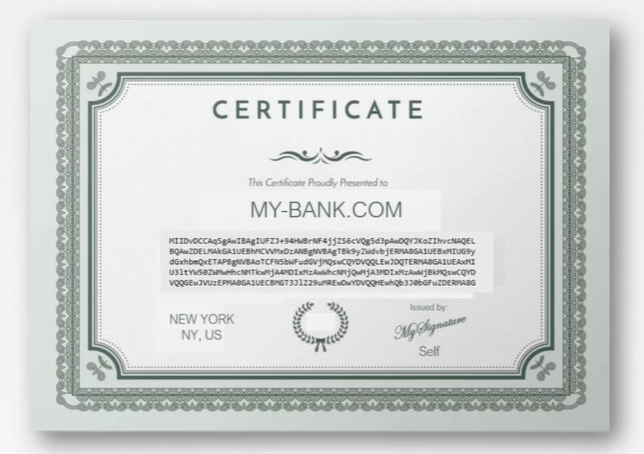 CERTIFICATE
This Certificate Proudly Presented to
MY-BANK.COM
MIIDvDCCAqSgAwIBAgIUFZJ+94HWBrNF4jjZS6cVQg5d3pAwDQYJKoZIhvcNAQEL
BQAwZDELMAkGA1UEBhMCVVMxDzANBgNVBAgTBk9yZWdvbjERMA8GA1UEBxMIUG9y
dGxhbmQxETAPBgNVBAoTCFN5bWFudGVjMQswCQYDVQQLEwJDQTERMA8GA1UEAxMI
U3ltYW50ZWMwHhcNMTkwMjA4MDIxMzAwWhcNMjQwMjA3MDIxMzAwWjBkMQswCQYD
VQQGEwJVUzEPMA0GA1UECBMGT3JlZ29uMREwDwYDVQQHEwhQb3J0bGFuZDERMA8G
NEW YORK
NY, US
Issued by:
MySignature
Self